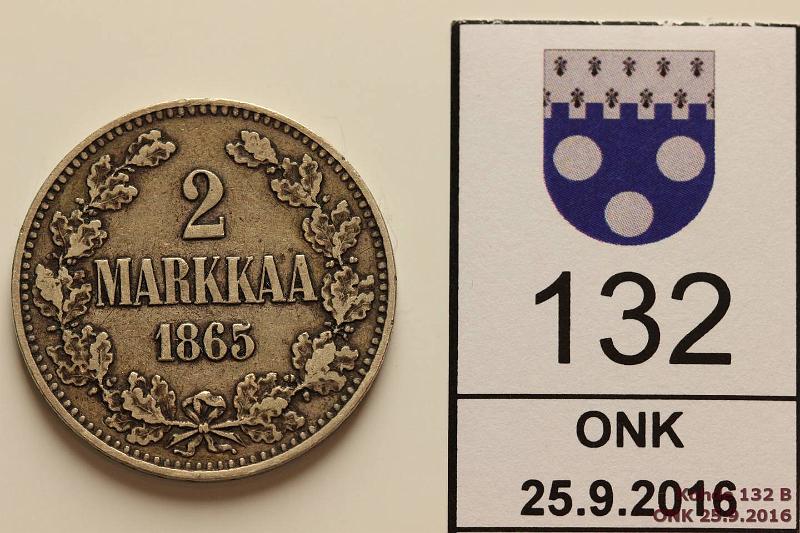 2
MARKKAA
1865
132
ONK
25.9.2016
Kohde 132 B
ONK 25.9.2016